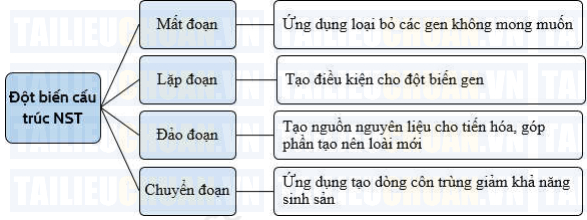 Đột biến cấu
trúc NST
Mất đoạn
Ứng dụng loại bỏ các gen không mong muốn
Lặp đoạn
Tạo điều kiện cho đột biến gen
Đảo đoạn
Tạo nguồn nguyên liệu cho tiến hóa, góp
phần tạo nên loài mới
Chuyển đoạn
Ứng dụng tạo dòng côn trùng giảm khả năng
sinh sản